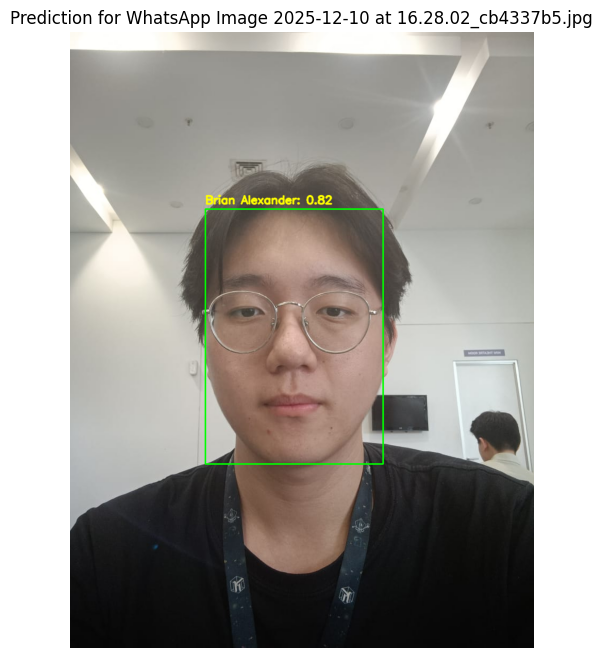 Prediction for WhatsApp Image 2025-12-10 at 16.28.02_cb4337b5.jpg
Brian Alexander: 0.82